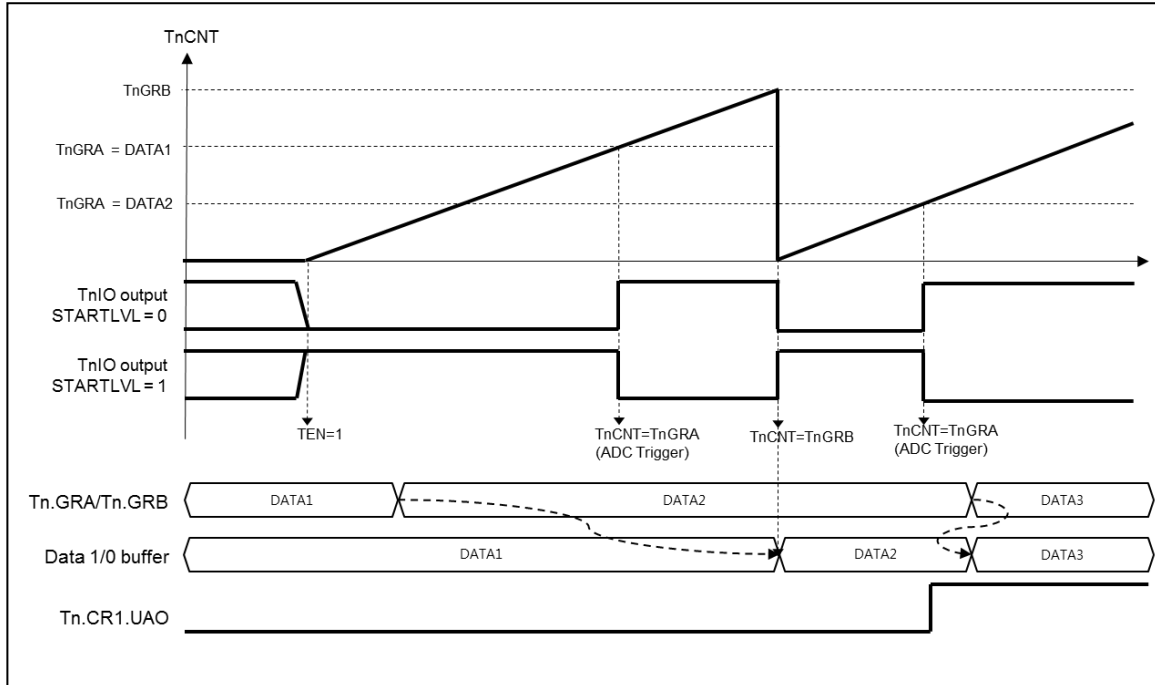 TnCNT
TnGRB
TnGRA = DATA1
TnGRA = DATA2
TnIO output
STARTLVL = 0
TnIO output
STARTLVL = 1
TEN=1
TnCNT=TnGRA
(ADC Trigger)
TnCNT=TnGRB
TnCNT=TnGRA
(ADC Trigger)
Tn.GRA/Tn.GRB
DATA1
DATA2
DATA3
Data 1/0 buffer
DATA1
DATA2
DATA3
Tn.CR1.UAO